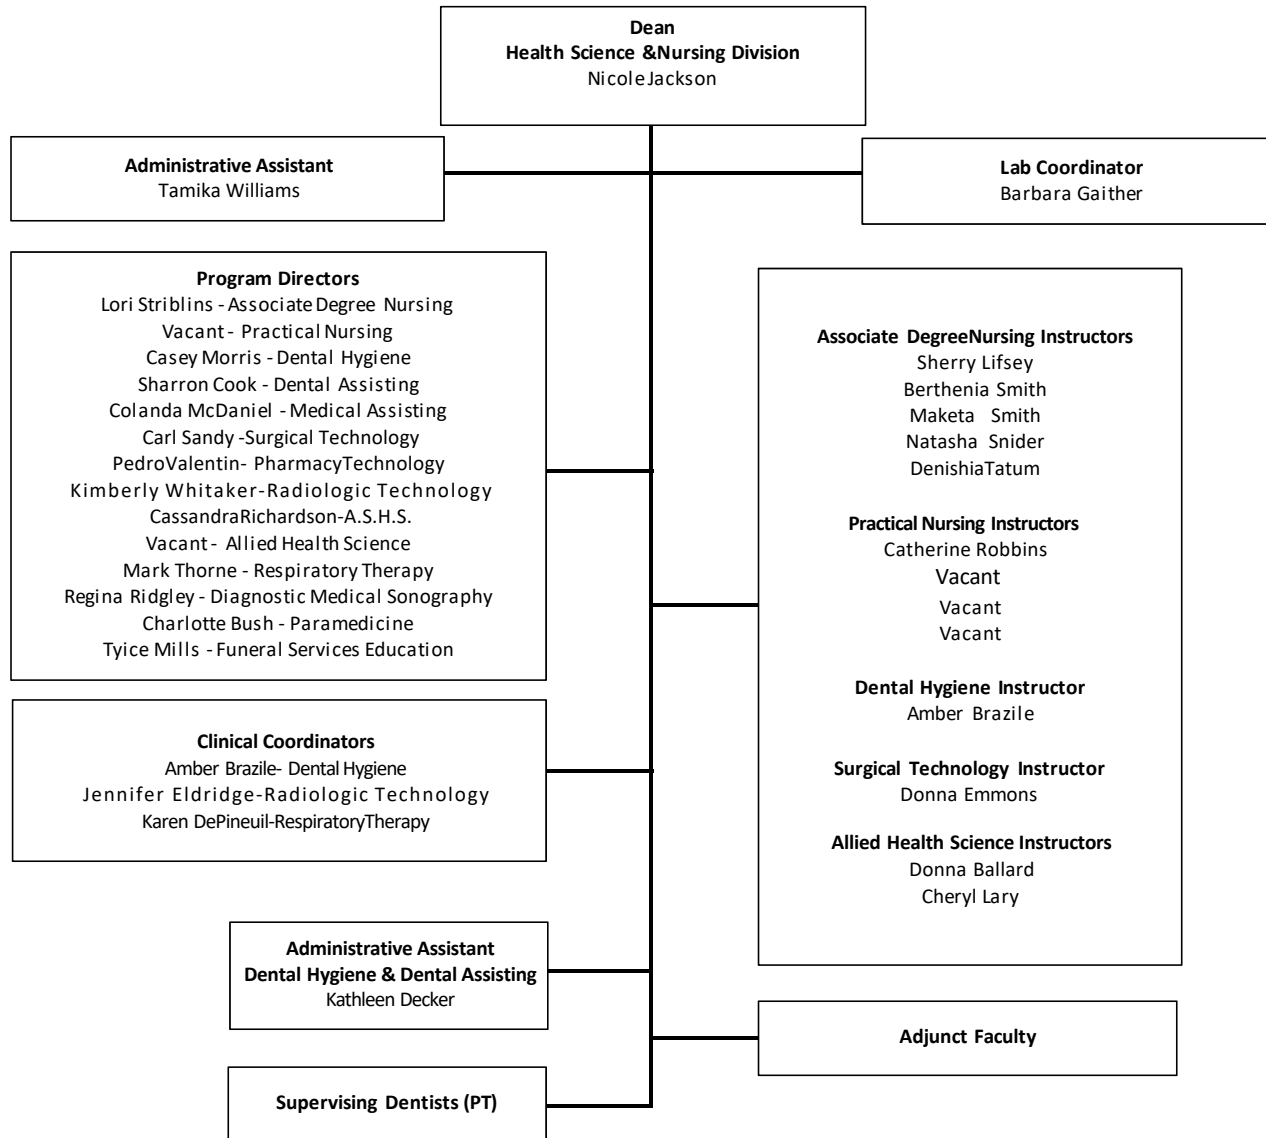 Dean
Health Science &Nursing Division
Nicole Jackson
Administrative Assistant
Tamika Williams
Lab Coordinator
Barbara Gaither
Program Directors
Lori Striblins - Associate Degree Nursing
Vacant - Practical Nursing
Casey Morris - Dental Hygiene
Sharron Cook - Dental Assisting
Colanda McDaniel - Medical Assisting
Carl Sandy -Surgical Technology
PedroValentin- PharmacyTechnology
Kimberly Whitaker-Radiologic Technology
CassandraRichardson-A.S.H.S.
Vacant - Allied Health Science
Mark Thorne - Respiratory Therapy
Regina Ridgley - Diagnostic Medical Sonography
Charlotte Bush - Paramedicine
Tyice Mills - Funeral Services Education
Associate DegreeNursing Instructors
Sherry Lifsey
Berthenia Smith
Maketa Smith
Natasha Snider
DenishiaTatum
Practical Nursing Instructors
Catherine Robbins
Vacant
Vacant
Vacant
Dental Hygiene Instructor
Amber Brazile
Surgical Technology Instructor
Donna Emmons
Allied Health Science Instructors
Donna Ballard
Cheryl Lary
Clinical Coordinators
Amber Brazile- Dental Hygiene
Jennifer Eldridge-Radiologic Technology
Karen DePineuil-RespiratoryTherapy
Administrative Assistant
Dental Hygiene & Dental Assisting
Kathleen Decker
Adjunct Faculty
Supervising Dentists (PT)